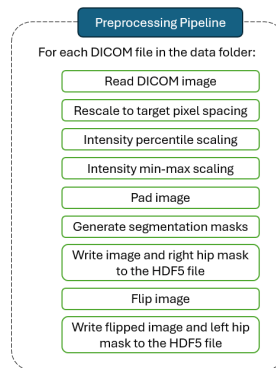 Preprocessing Pipeline
For each DICOM file in the data folder:
Read DICOM image
Rescale to target pixel spacing
Intensity percentile scaling
Intensity min-max scaling
Pad image
Generate segmentation masks
Write image and right hip mask
to the HDF5 file
Flip image
Write flipped image and left hip
mask to the HDF5 file